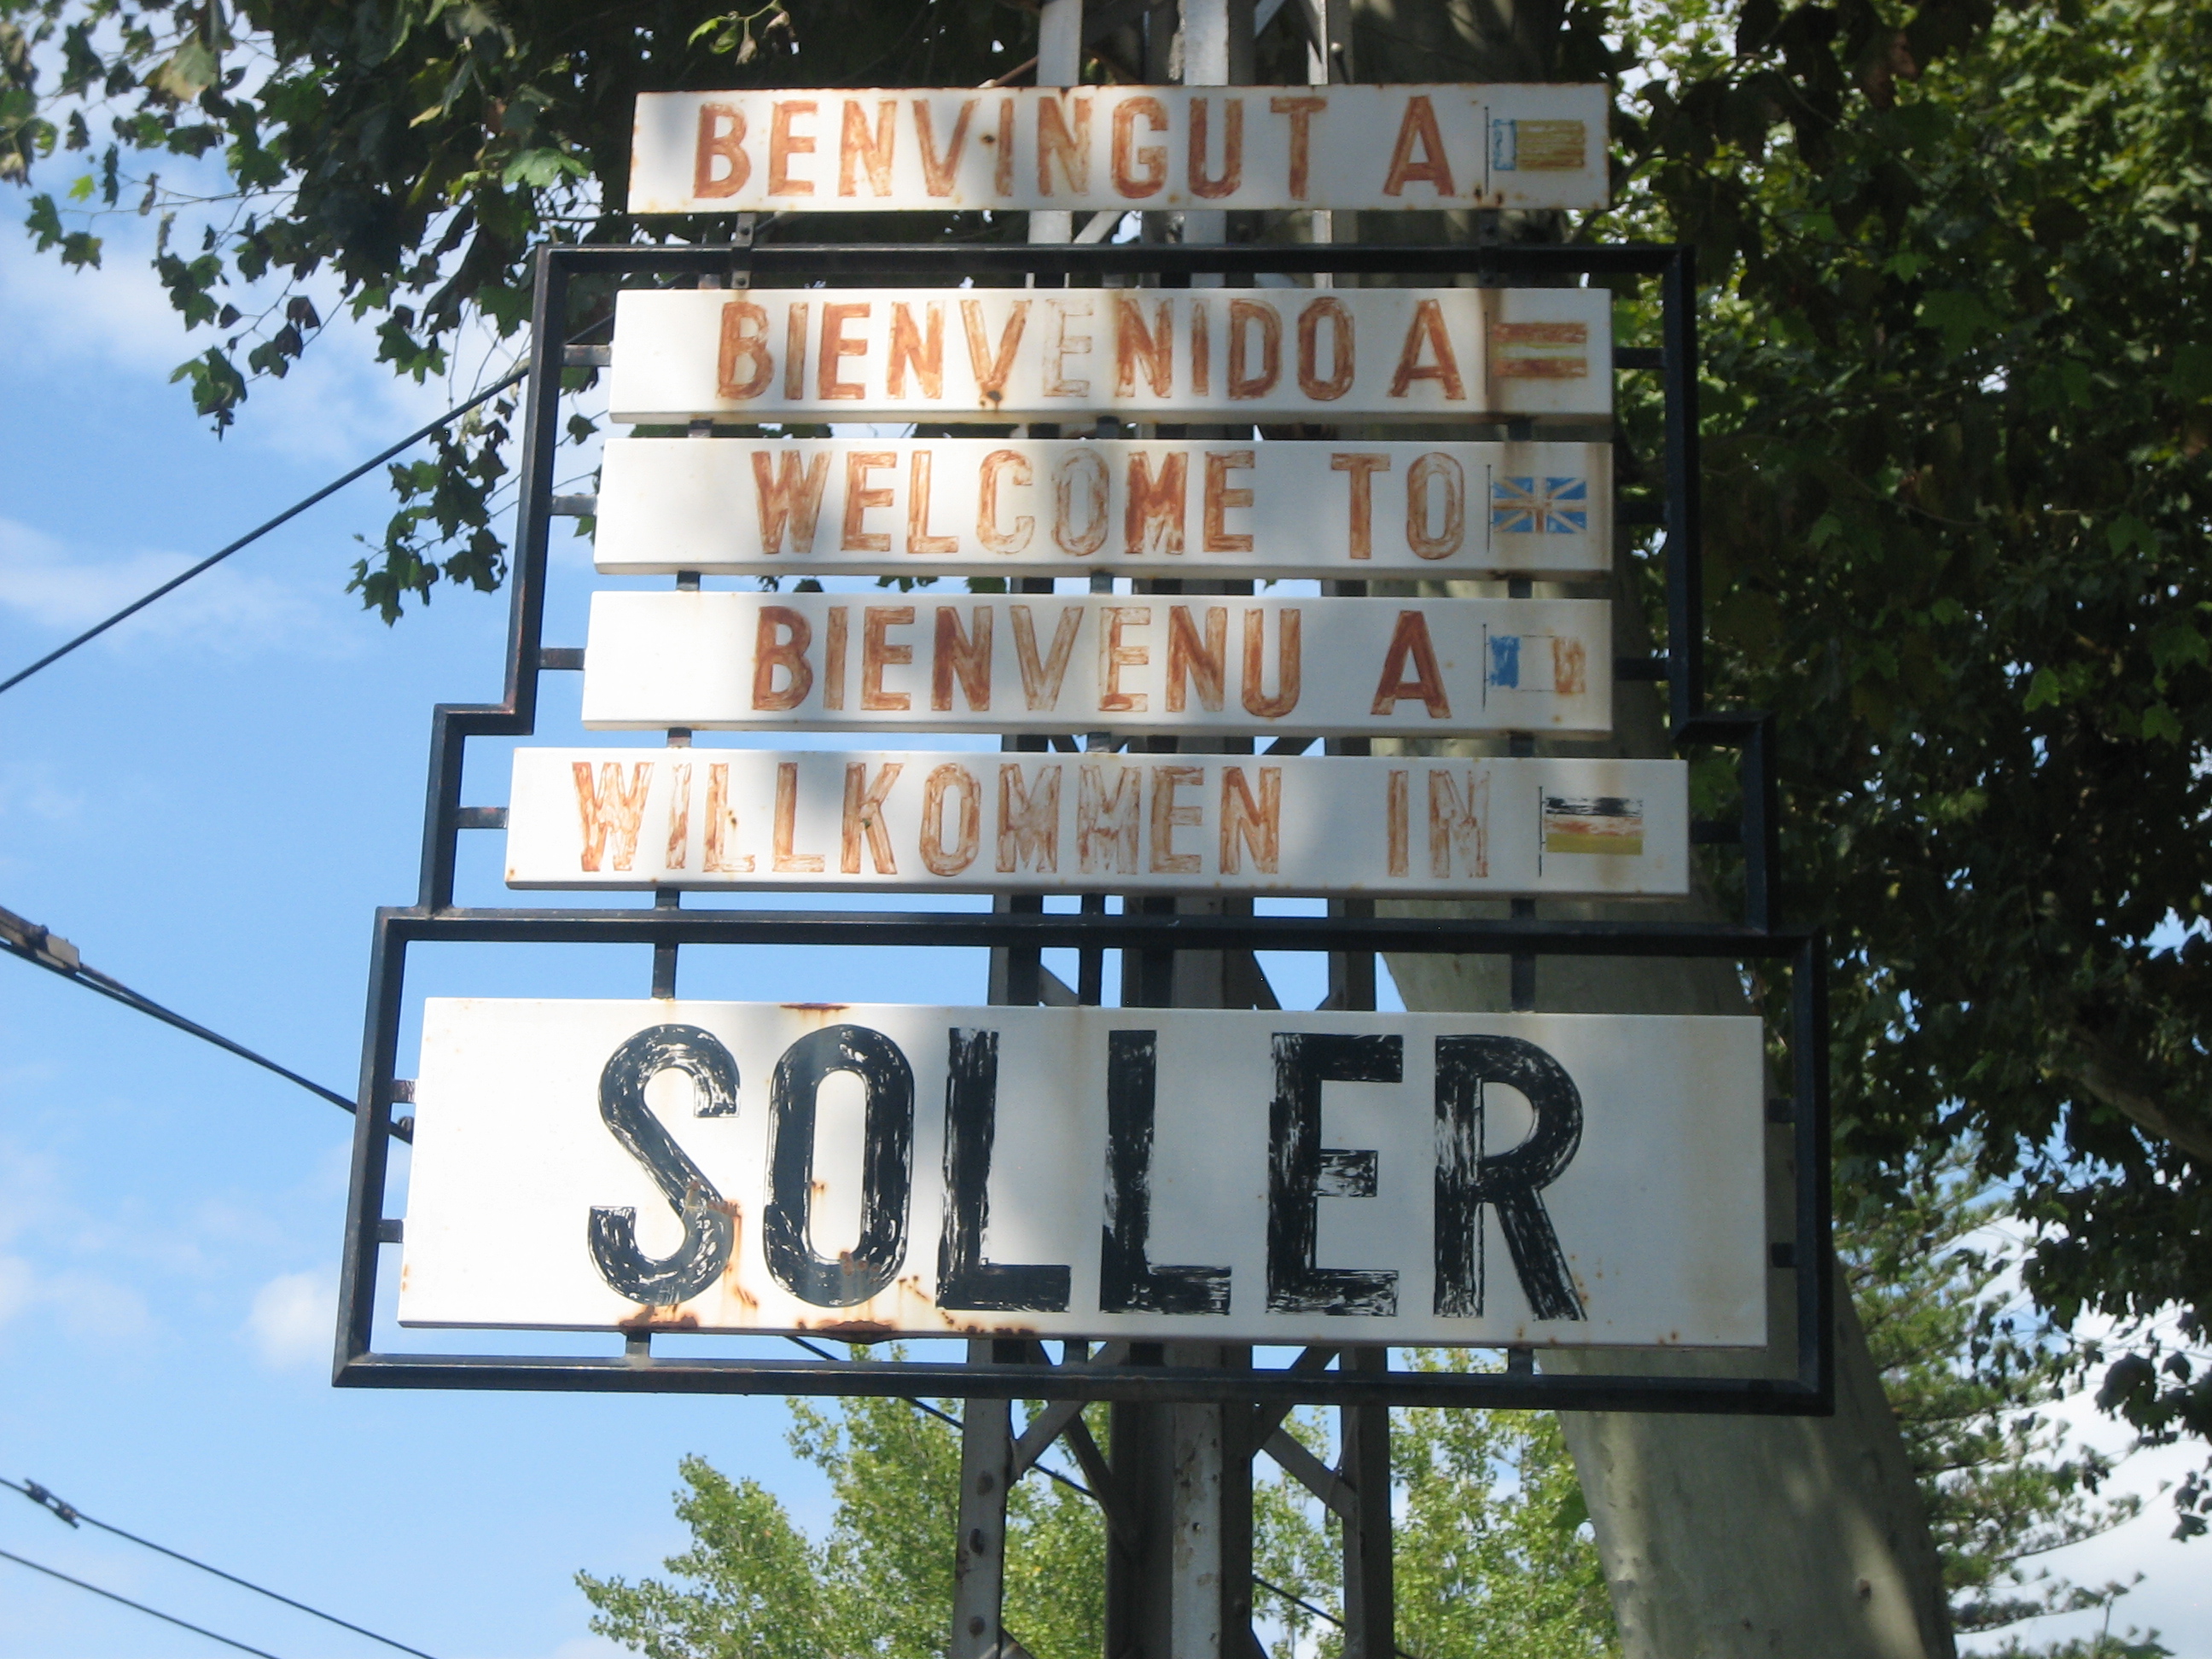 BENVINGUT A
BIENVENIDO A
WELCOME TO
BIENVENU A
WILLKOMMEN IN
SOLLER